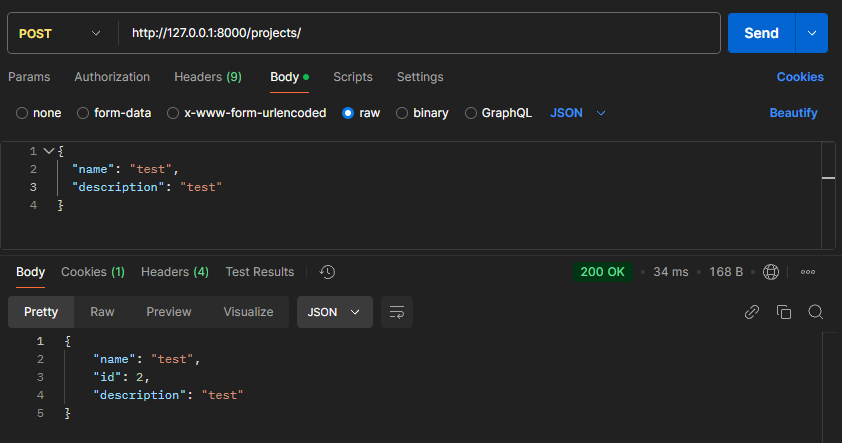 POST http://127.0.0.1:8000/projects/ Send
Params Authorization Headers (9) Body Scripts Settings Cookies
none form-data x-www-form-urlencoded raw binary GraphQL JSON Beautify
1 {
2 "name": "test",
3 "description": "test"
4 }
Body Cookies (1) Headers (4) Test Results 200 OK 34 ms 168 B
Pretty Raw Preview Visualize JSON
1 {
2 "name": "test",
3 "id": 2,
4 "description": "test"
5 }